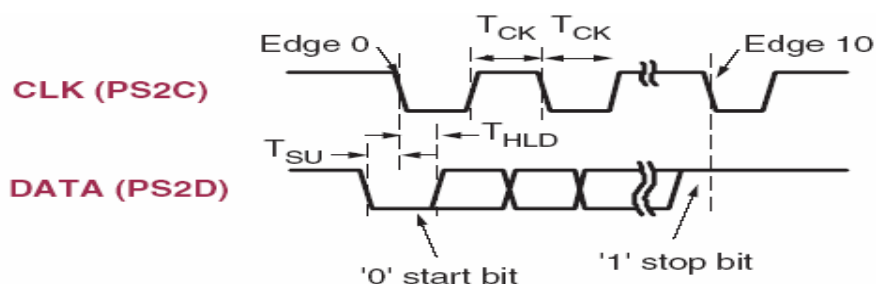 TCK TCK
Edge 0
Edge 10
CLK (PS2C)
THLD
TSU
DATA (PS2D)
'0' start bit
'1' stop bit